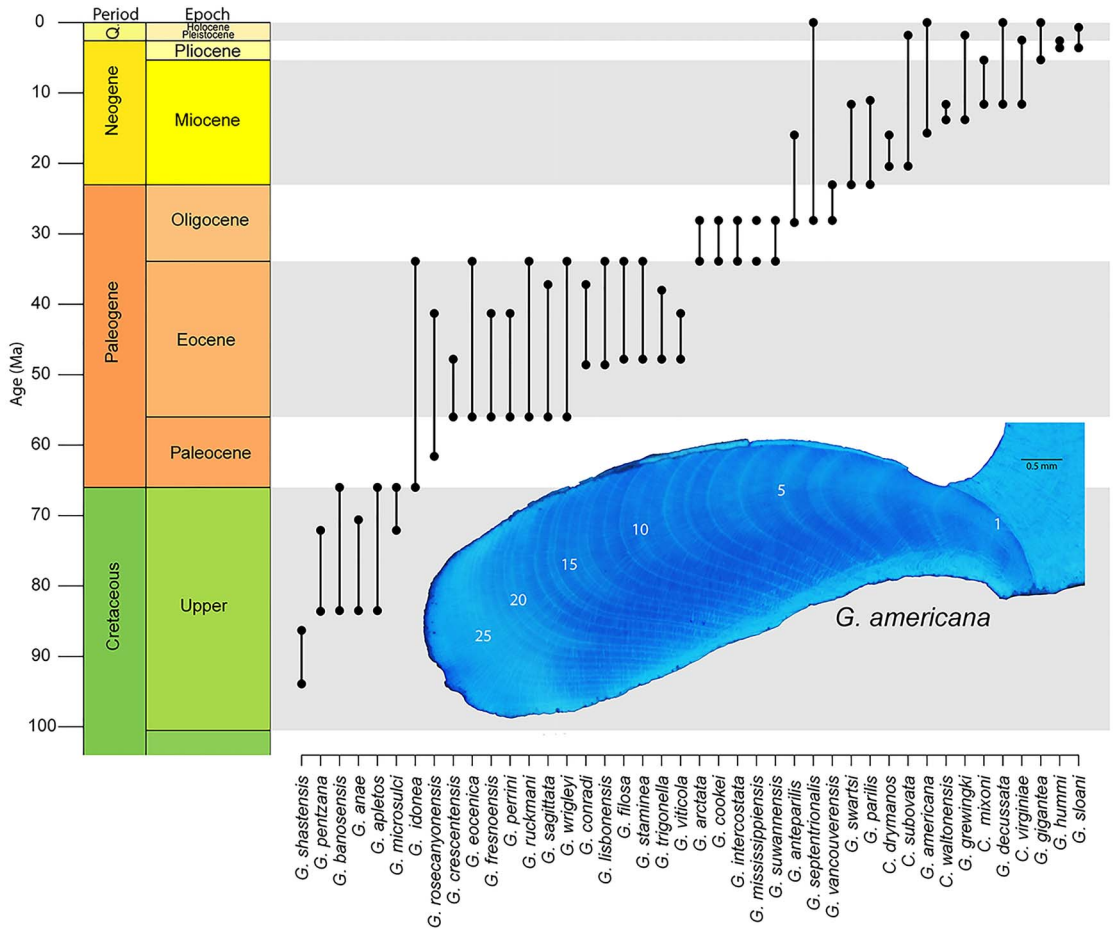 Period Epoch
0
10
20
30
40
50
60
70
80
90
100
Age (Ma)
Q.
Neogene
Paleogene
Cretaceous
Holocene
Pleistocene
Pliocene
Miocene
Oligocene
Eocene
Paleocene
Upper
0.5 mm
1
5
10
15
20
25
G. americana
G. shastensis
G. pentzana
G. banosensis
G. anae
G. apletos
G. microsulci
G. idonea
G. rosecanyonensis
G. crescentensis
G. eocenica
G. fresnoensis
G. perrini
G. ruckmani
G. sagittata
G. wrigleyi
G. conradi
G. lisbonensis
G. filosa
G. staminea
G. trigonella
G. viticola
G. arctata
G. cookei
G. intercostata
G. mississippiensis
G. suwannensis
G. anteparilis
G. septentrionalis
G. vancouverensis
G. swartsi
G. parilis
C. drymanos
C. subovata
G. americana
C. waltonensis
G. grewingki
C. mixoni
G. decussata
C. virginiae
G. gigantea
G. hummi
G. sloani